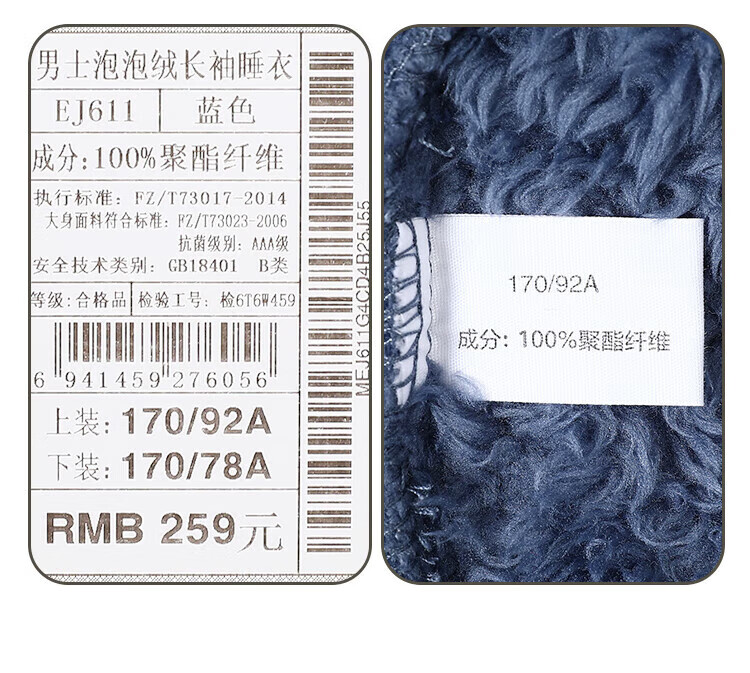 男士泡泡绒长袖睡衣
EJ611 蓝色
成分:100%聚酯纤维
执行标准: FZ/T73017-2014
大身面料符合标准: FZ/T73023-2006
抗菌级别: AAA级
安全技术类别: GB18401 B类
等级:合格品 检验工号:检6T6W459
6 941459 276056
上装: 170/92A
下装: 170/78A
RMB 259元
MEJ611G4CD4B25J55
170/92A
成分: 100%聚酯纤维